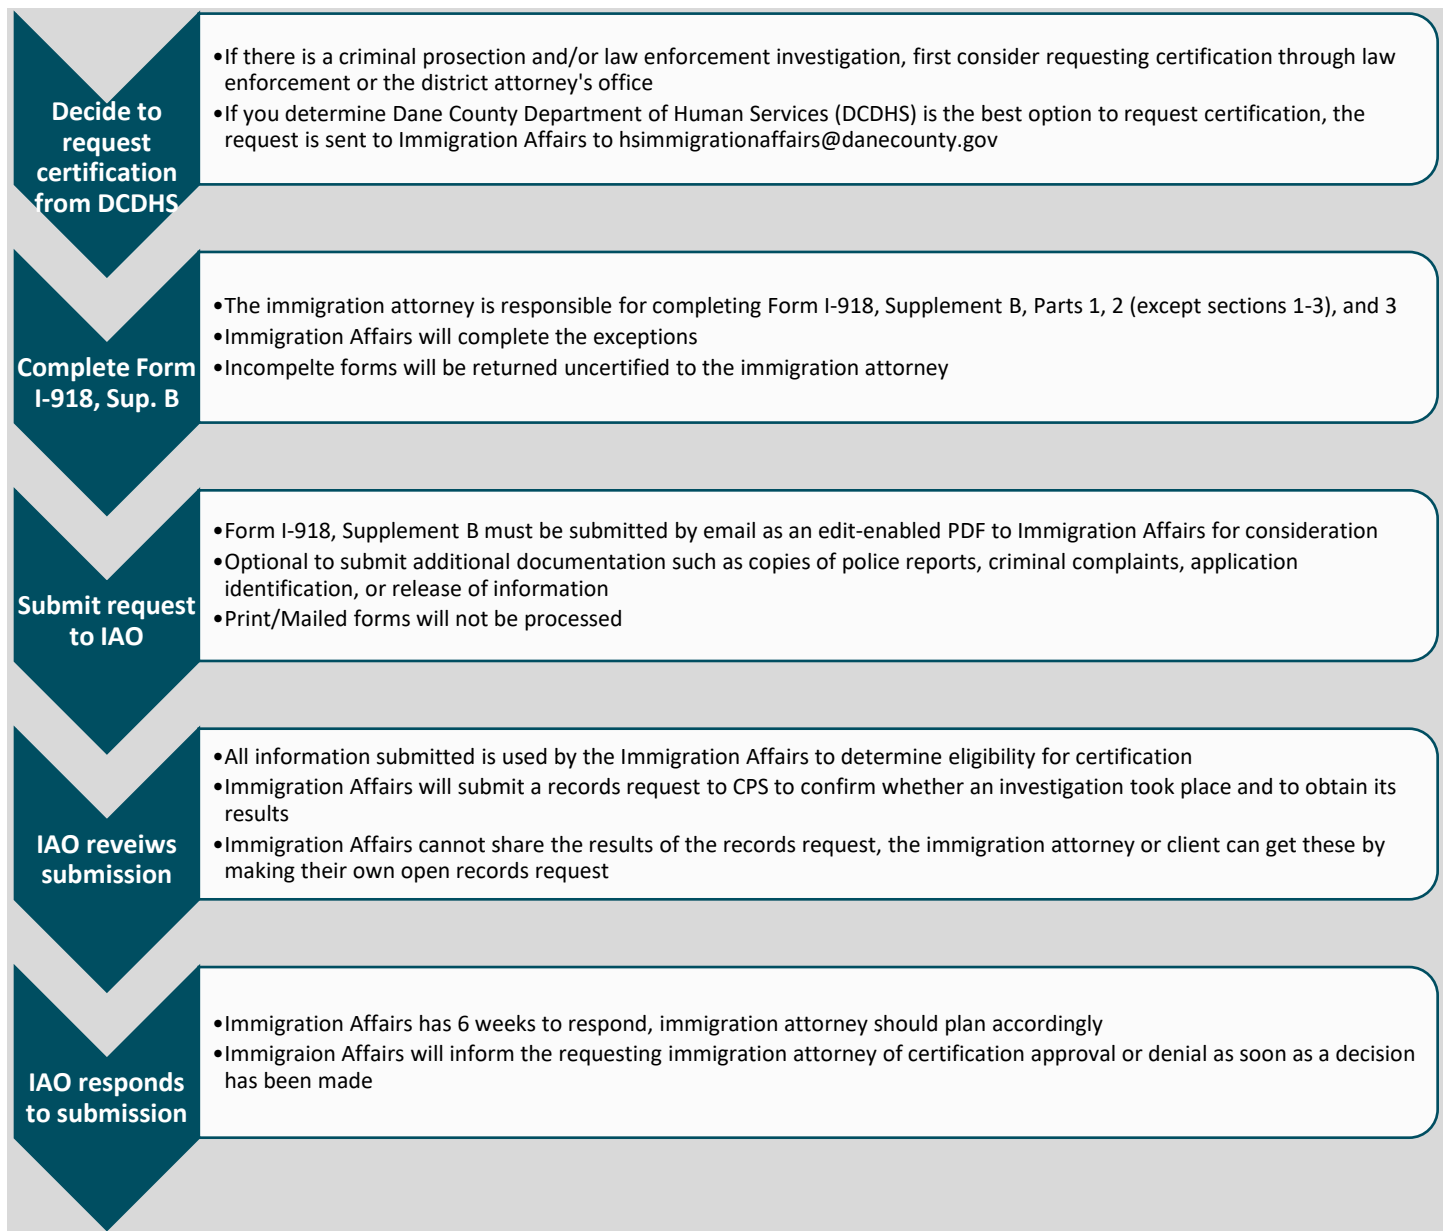 Decide to
request
certification
from DCDHS
•If there is a criminal prosection and/or law enforcement investigation, first consider requesting certification through law
enforcement or the district attorney's office
•If you determine Dane County Department of Human Services (DCDHS) is the best option to request certification, the
request is sent to Immigration Affairs to hsimmigrationaffairs@danecounty.gov
Complete Form
I-918, Sup. B
•The immigration attorney is responsible for completing Form I-918, Supplement B, Parts 1, 2 (except sections 1-3), and 3
•Immigration Affairs will complete the exceptions
•Incompelte forms will be returned uncertified to the immigration attorney
Submit request
to IAO
•Form I-918, Supplement B must be submitted by email as an edit-enabled PDF to Immigration Affairs for consideration
•Optional to submit additional documentation such as copies of police reports, criminal complaints, application
identification, or release of information
•Print/Mailed forms will not be processed
IAO reveiws
submission
•All information submitted is used by the Immigration Affairs to determine eligibility for certification
•Immigration Affairs will submit a records request to CPS to confirm whether an investigation took place and to obtain its
results
•Immigration Affairs cannot share the results of the records request, the immigration attorney or client can get these by
making their own open records request
IAO responds
to submission
•Immigration Affairs has 6 weeks to respond, immigration attorney should plan accordingly
•Immigraion Affairs will inform the requesting immigration attorney of certification approval or denial as soon as a decision
has been made